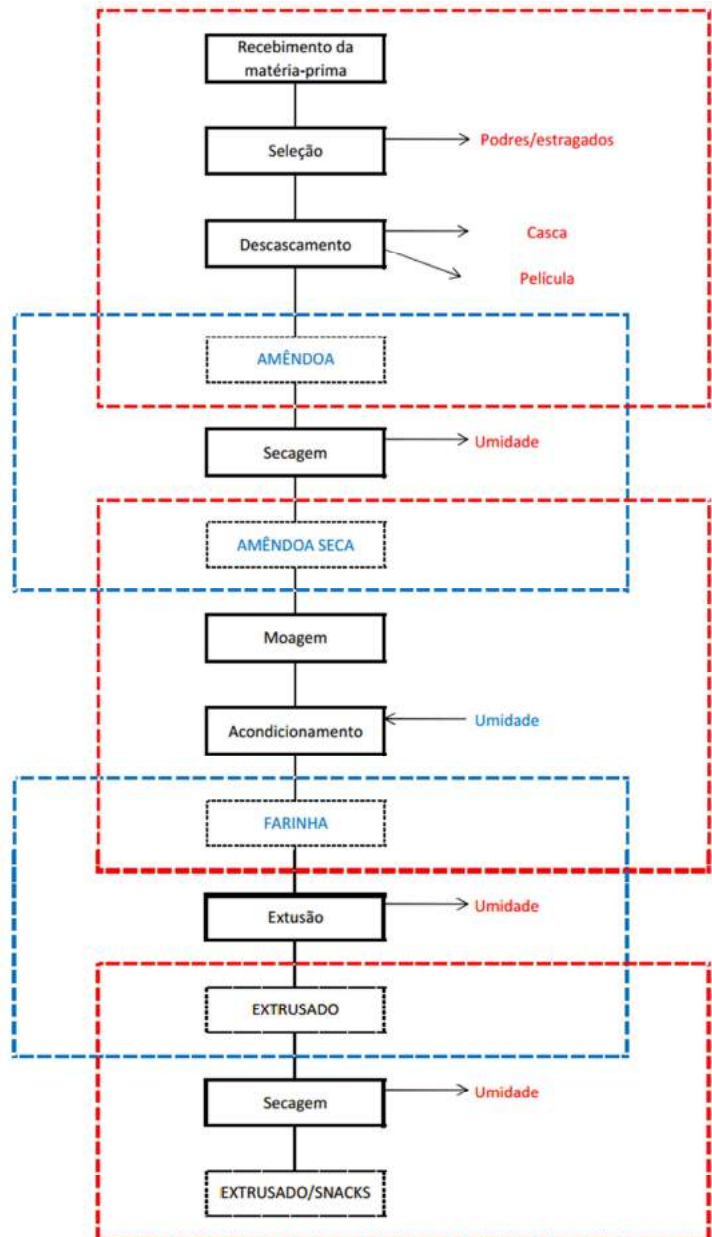 Recebimento da
matéria-prima
Seleção
Podres/estragados
Descascamento
Casca
Película
AMÊNDOA
Secagem
Umidade
AMÊNDOA SECA
Moagem
Acondicionamento
Umidade
FARINHA
Extusão
Umidade
EXTRUSADO
Secagem
Umidade
EXTRUSADO/SNACKS